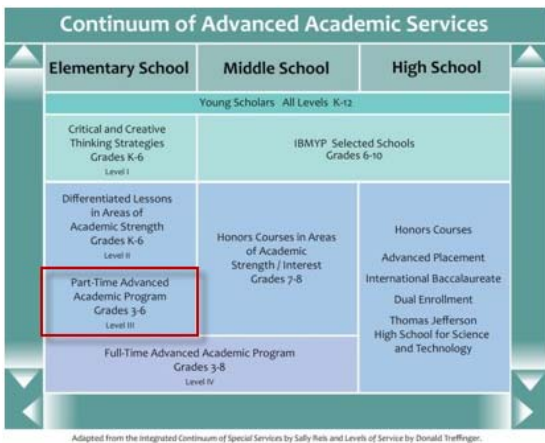 Continuum of Advanced Academic Services
Elementary School
Middle School
High School
Young Scholars All Levels K-12
Critical and Creative
Thinking Strategies
Grades K-6
Level I
IBMYP Selected Schools
Grades 6-10
Differentiated Lessons
in Areas of
Academic Strength
Grades K-6
Level II
Honors Courses in Areas
of Academic
Strength / Interest
Grades 7-8
Honors Courses
Advanced Placement
International Baccalaureate
Dual Enrollment
Thomas Jefferson
High School for Science
and Technology
Part-Time Advanced
Academic Program
Grades 3-6
Level III
Full-Time Advanced Academic Program
Grades 3-8
Level IV
Adapted from the Integrated Continuum of Special Services by Sally Reis and Levels of Service by Donald Treffinger.